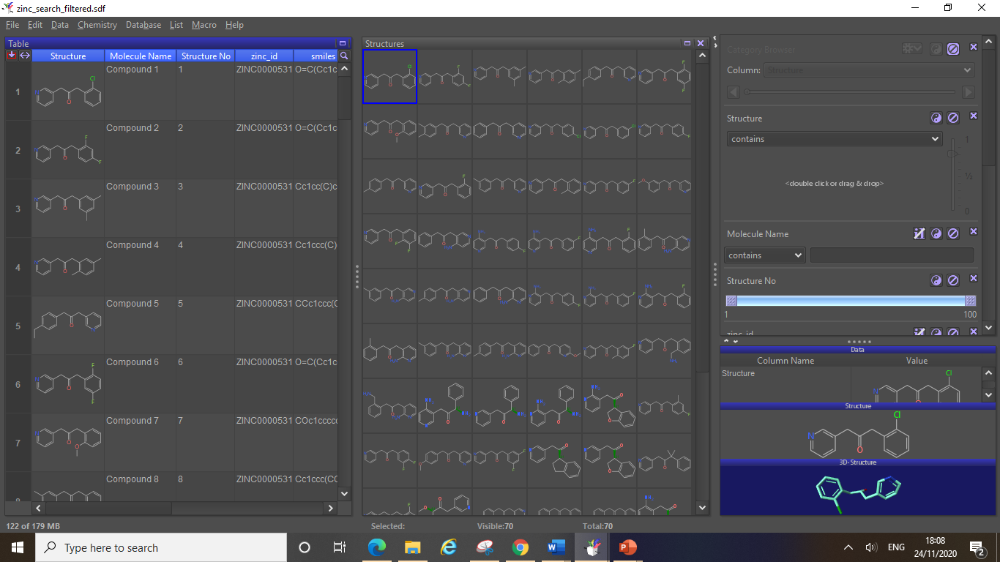 zinc_search_filtered.sdf
File Edit Data Chemistry Database List Macro Help
Table
Structure Molecule Name Structure No zinc_id smiles
1 Compound 1 1 ZINC0000531 O=C(Cc1c
2 Compound 2 2 ZINC0000531 O=C(Cc1c
3 Compound 3 3 ZINC0000531 Cc1cc(C)c
4 Compound 4 4 ZINC0000531 Cc1ccc(C)
5 Compound 5 5 ZINC0000531 CCc1ccc(C
6 Compound 6 6 ZINC0000531 O=C(Cc1c
7 Compound 7 7 ZINC0000531 COc1cccc
8 Compound 8 8 ZINC0000531 Cc1ccc(CC
Structures
Category Browser
Column: Structure
Structure
contains
1
½
0
<double click or drag & drop>
Molecule Name
contains
Structure No
1 100
zinc_id
Data
Column Name Value
Structure
Cl
N
O
Structure
Cl
N
O
3D-Structure
122 of 179 MB
Selected: Visible:70 Total:70
Type here to search
ENG
18:08
24/11/2020
2